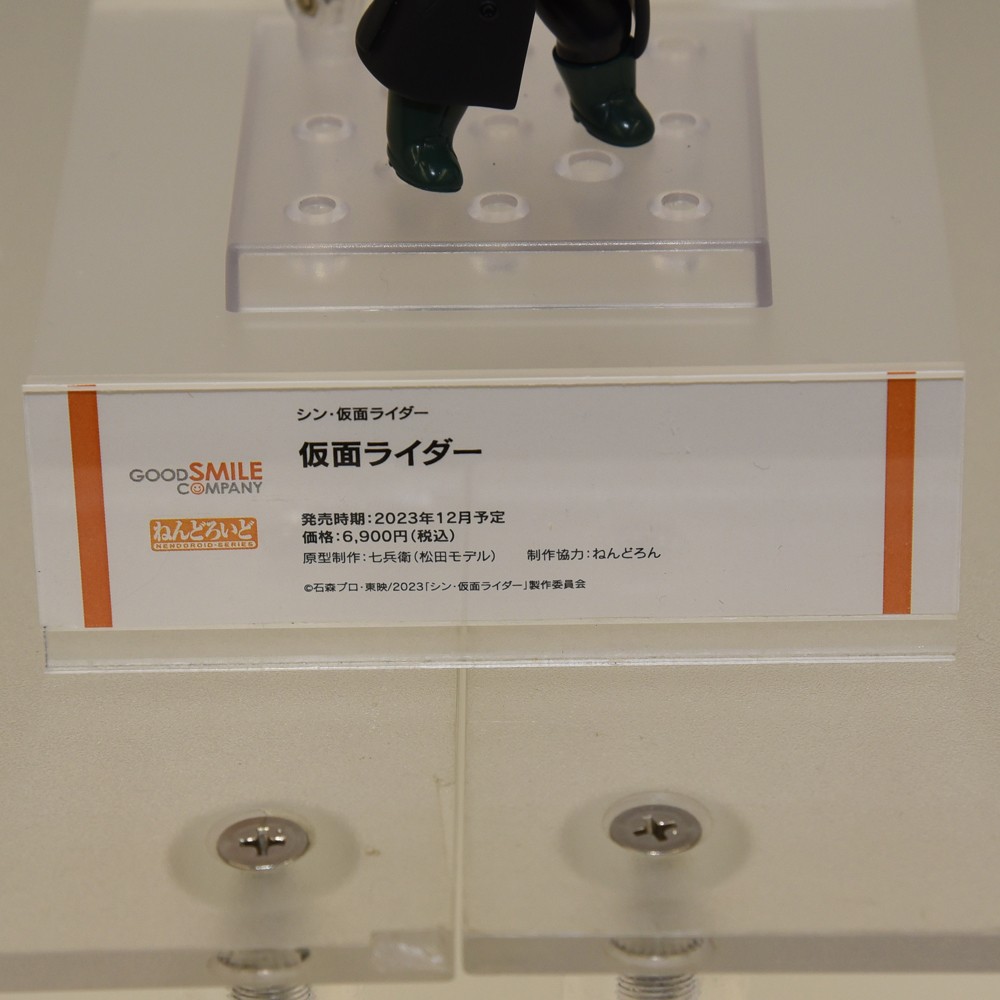 シン・仮面ライダー
仮面ライダー
GOODSMILE
COMPANY
ねんどろいど
NENDOROID-SERIES
発売時期:2023年12月予定
価格:6,900円(税込)
原型制作:七兵衛(松田モデル) 制作協力:ねんどろん
©石森プロ・東映/2023「シン・仮面ライダー」製作委員会